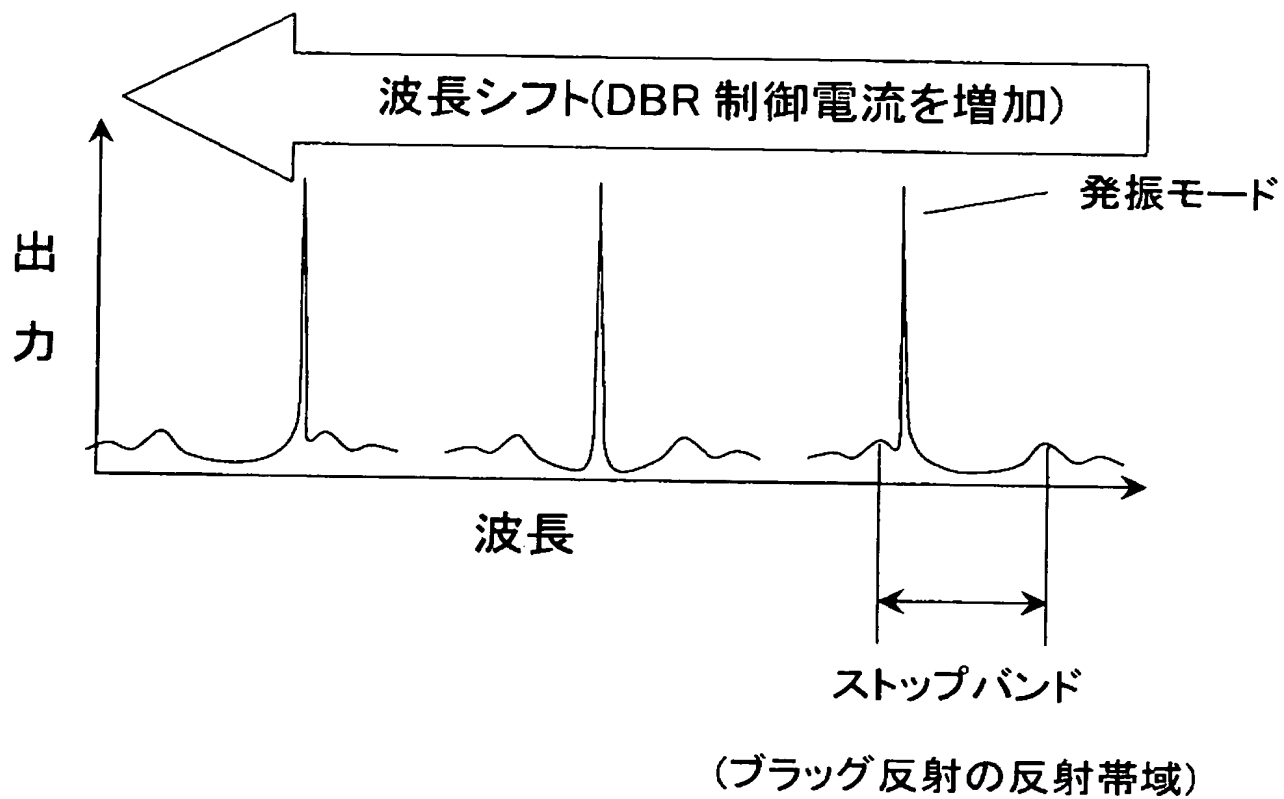 波長シフト(DBR 制御電流を増加)
発振モード
出力
波長
ストップバンド
(ブラッグ反射の反射帯域)